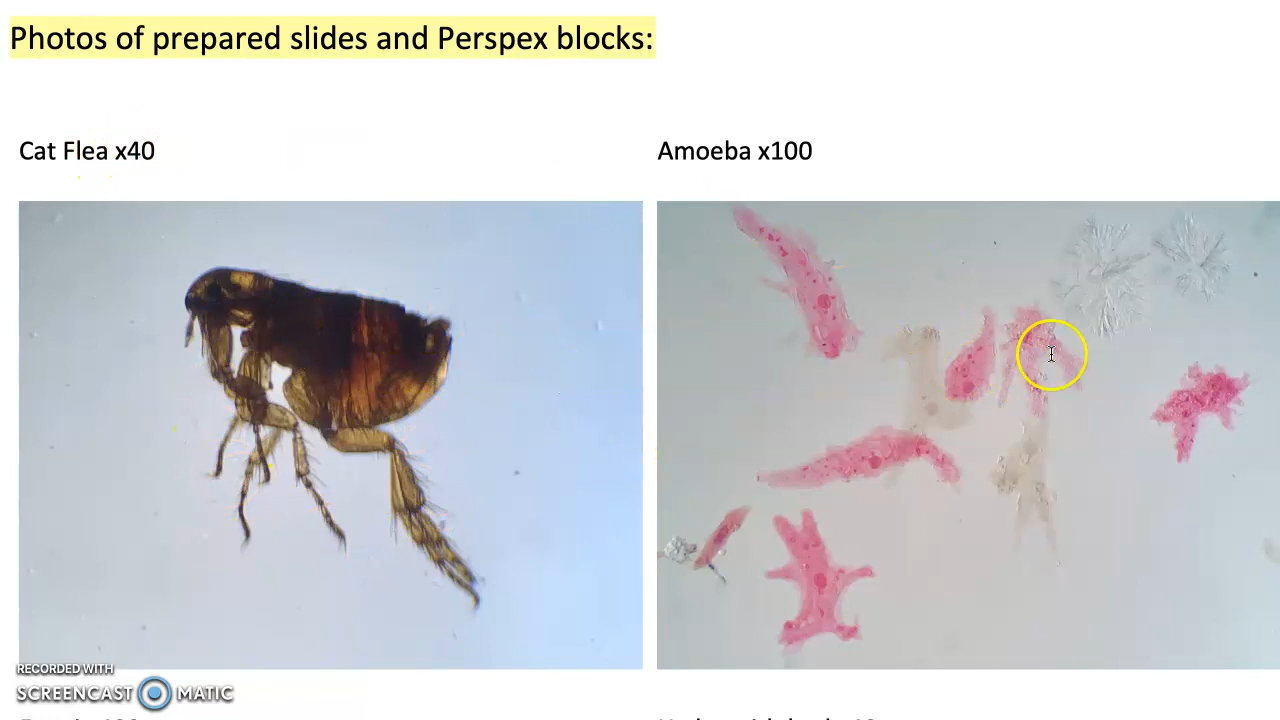 Photos of prepared slides and Perspex blocks:
Cat Flea x40
Amoeba x100
RECORDED WITH
SCREENCAST MATIC